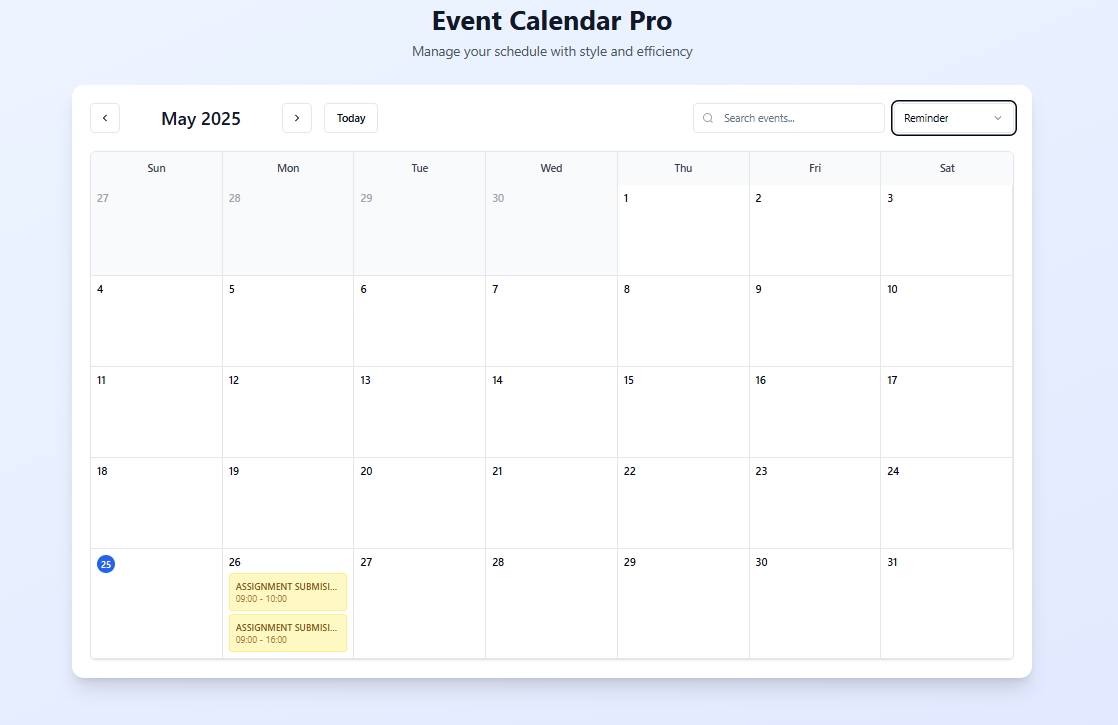 Event Calendar Pro
Manage your schedule with style and efficiency
May 2025 Today Search events... Reminder
Sun Mon Tue Wed Thu Fri Sat
27 28 29 30 1 2 3
4 5 6 7 8 9 10
11 12 13 14 15 16 17
18 19 20 21 22 23 24
25 26 27 28 29 30 31
ASSIGNMENT SUBMISI...
09:00 - 10:00
ASSIGNMENT SUBMISI...
09:00 - 16:00